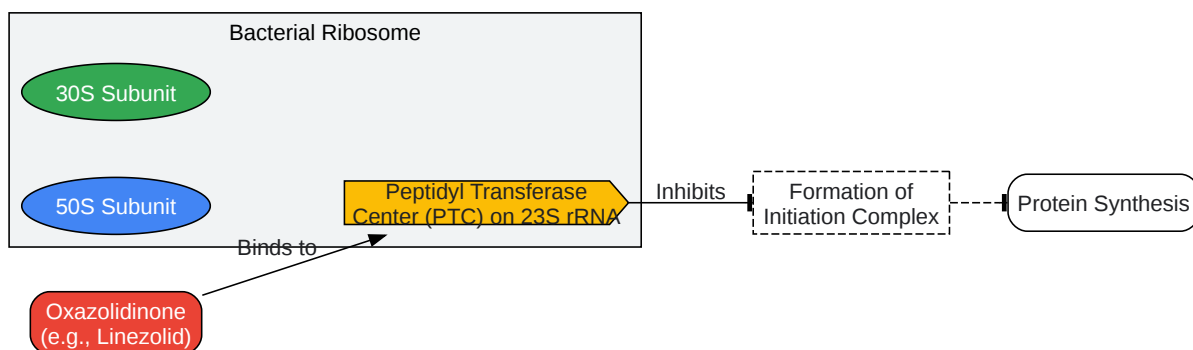 Bacterial Ribosome
30S Subunit
50S Subunit
Peptidyl Transferase
Center (PTC) on 23S rRNA
Inhibits
Formation of
Initiation Complex
Protein Synthesis
Binds to
Oxazolidinone
(e.g., Linezolid)